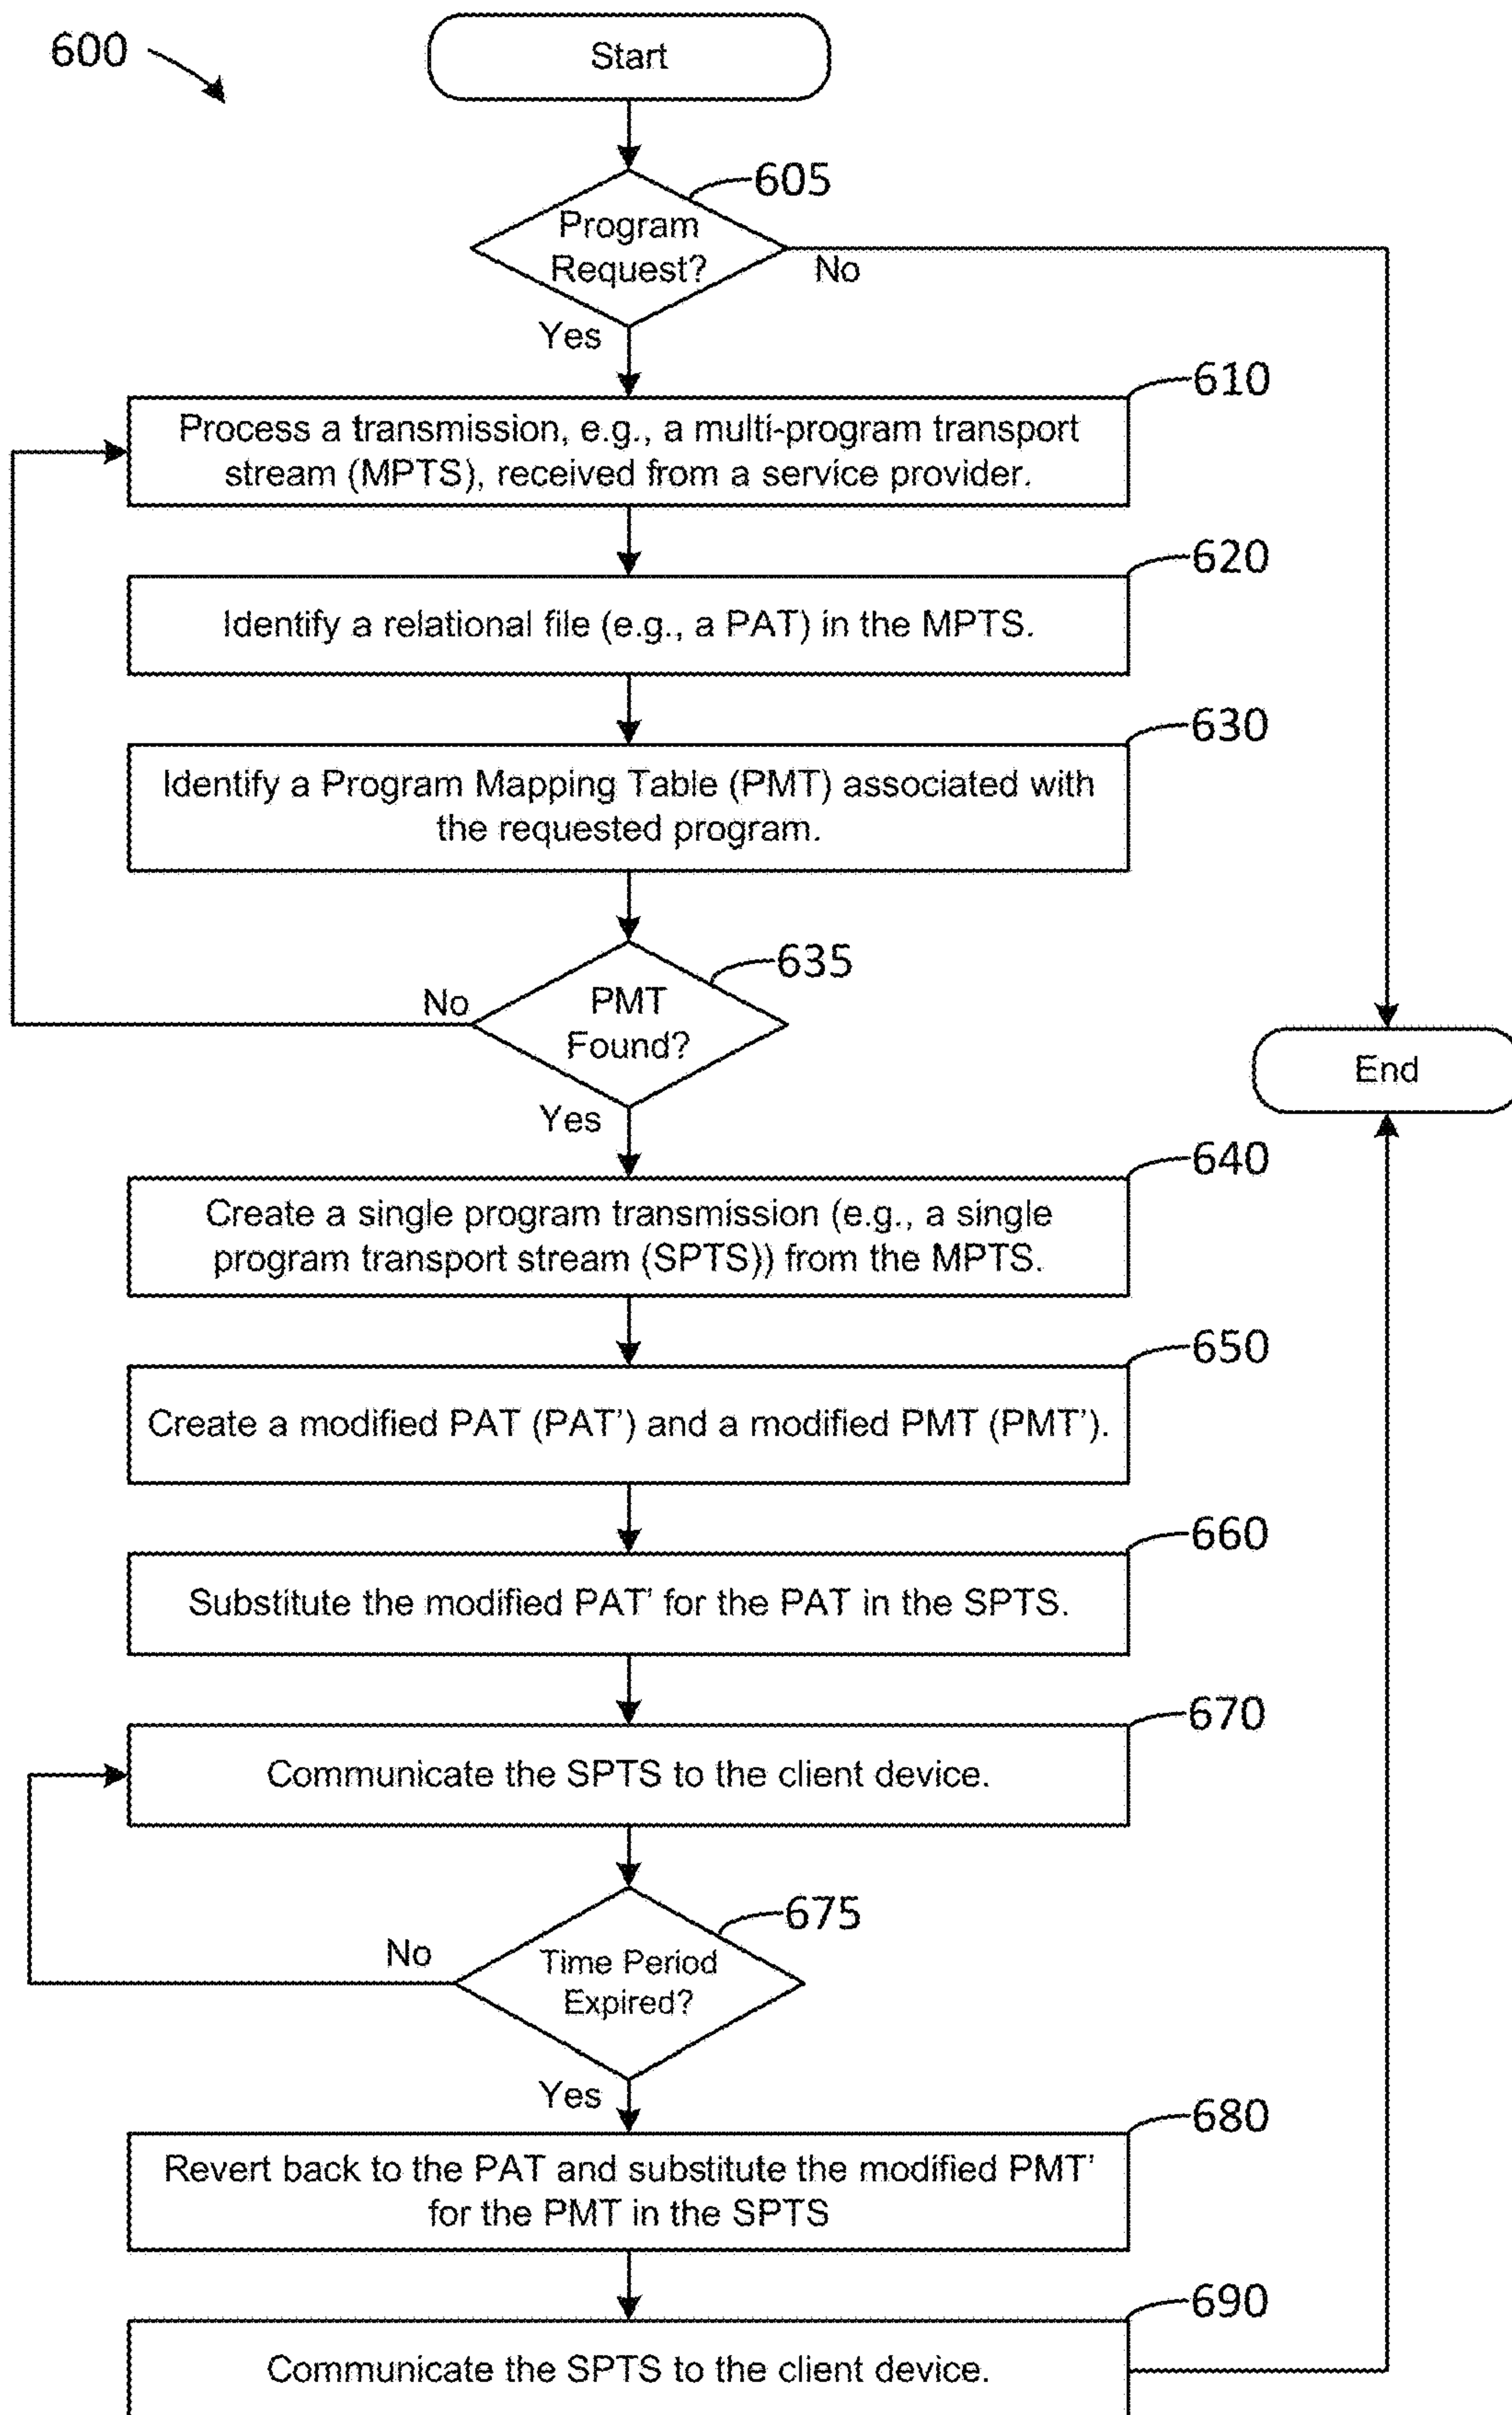 600
Start
605
Program
Request?
No
Yes
610
Process a transmission, e.g., a multi-program transport
stream (MPTS), received from a service provider.
620
Identify a relational file (e.g., a PAT) in the MPTS.
630
Identify a Program Mapping Table (PMT) associated with
the requested program.
635
No
PMT
Found?
End
Yes
640
Create a single program transmission (e.g., a single
program transport stream (SPTS)) from the MPTS.
650
Create a modified PAT (PAT') and a modified PMT (PMT').
660
Substitute the modified PAT' for the PAT in the SPTS.
670
Communicate the SPTS to the client device.
675
No
Time Period
Expired?
Yes
680
Revert back to the PAT and substitute the modified PMT'
for the PMT in the SPTS
690
Communicate the SPTS to the client device.